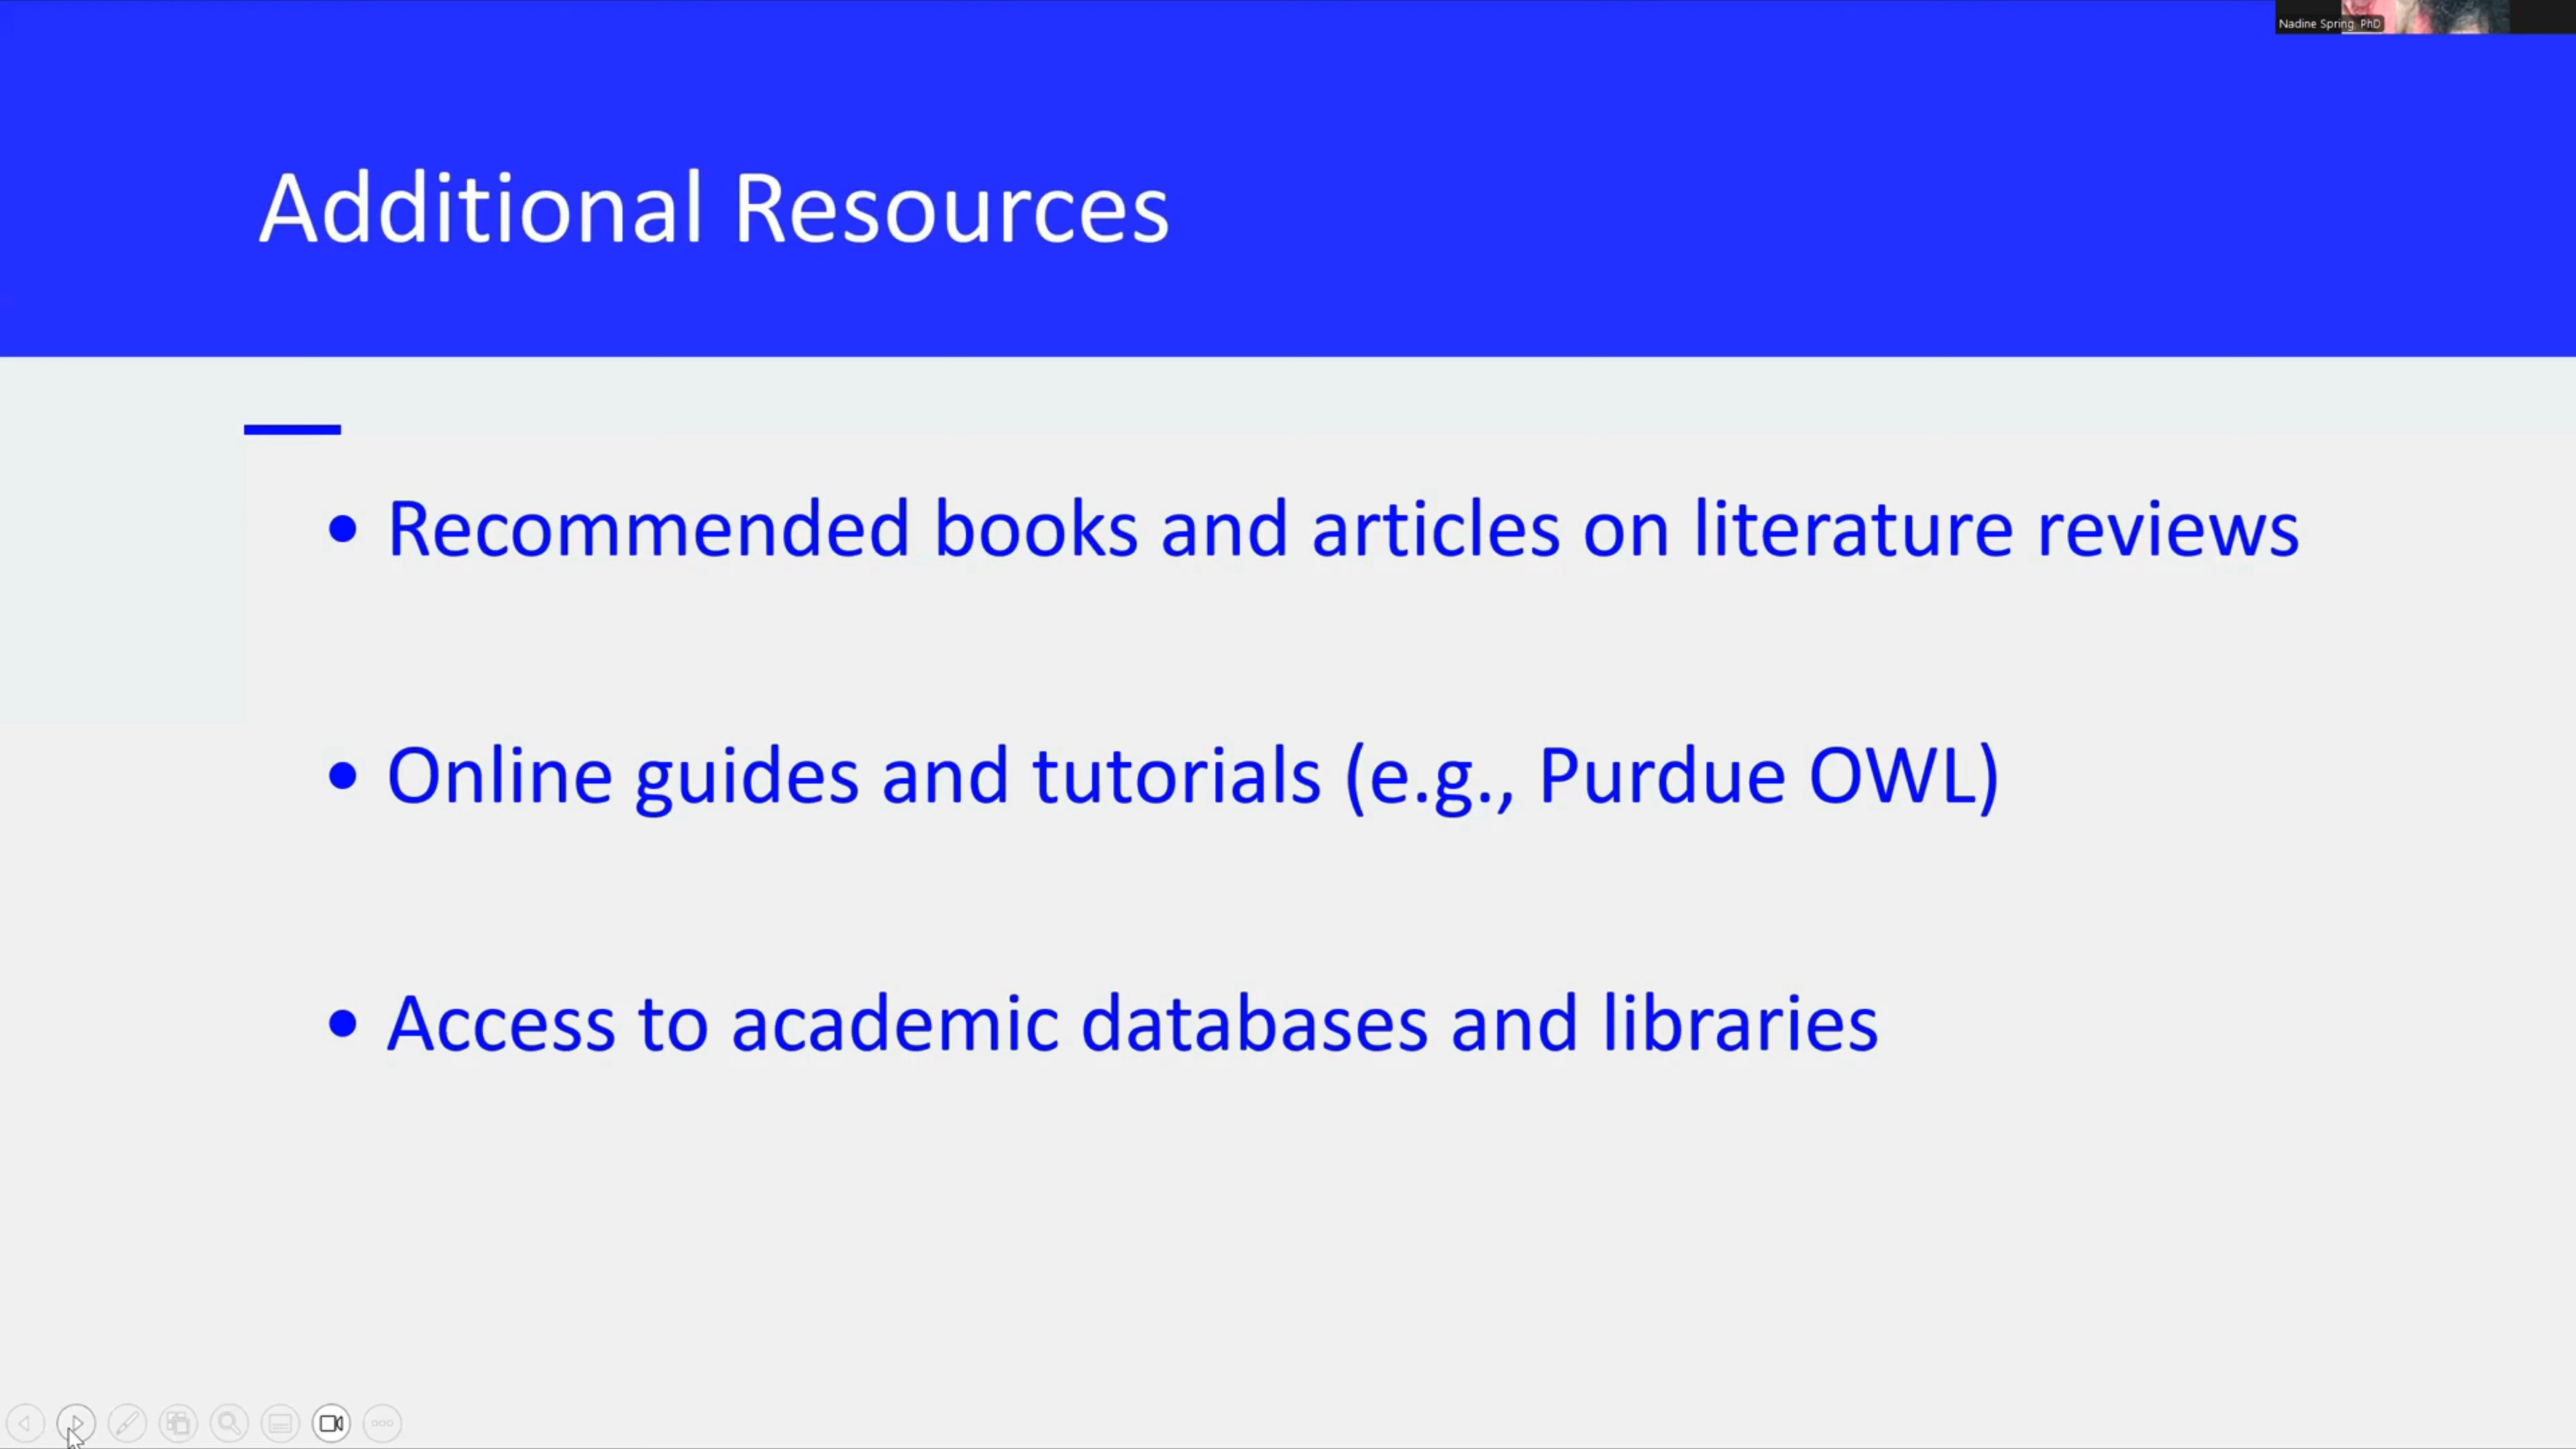 Nadine Spring, PhD
Additional Resources
• Recommended books and articles on literature reviews
• Online guides and tutorials (e.g., Purdue OWL)
• Access to academic databases and libraries